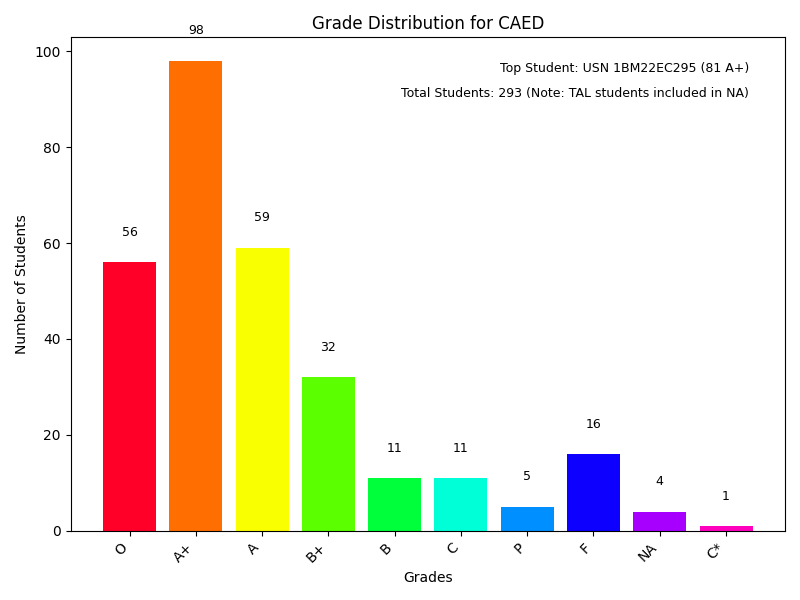 Grade Distribution for CAED
98
100
Top Student: USN 1BM22EC295 (81 A+)
Total Students: 293 (Note: TAL students included in NA)
80
59
56
60
Number of Students
40
32
20
16
11
11
5
4
1
0
O
A+
A
B+
B
C
P
F
NA
C*
Grades